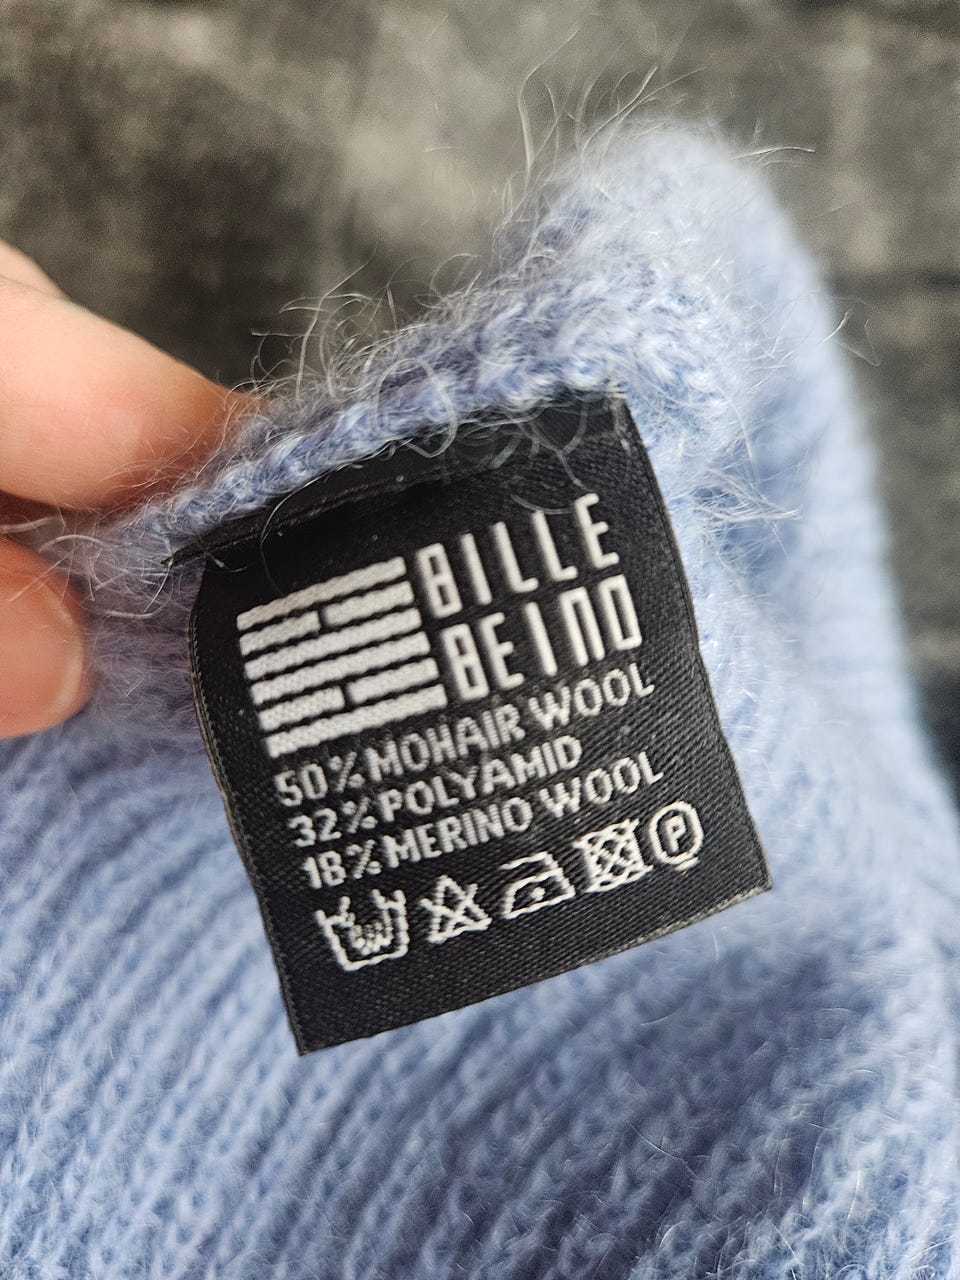 BILLE
BEINO
50% MOHAIR WOOL
32% POLYAMID
18% MERINO WOOL
P